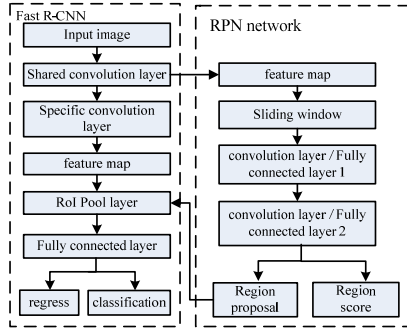 Fast R-CNN
Input image
Shared convolution layer
Specific convolution
layer
feature map
RoI Pool layer
Fully connected layer
regress
classification
RPN network
feature map
Sliding window
convolution layer / Fully
connected layer 1
convolution layer / Fully
connected layer 2
Region
proposal
Region
score